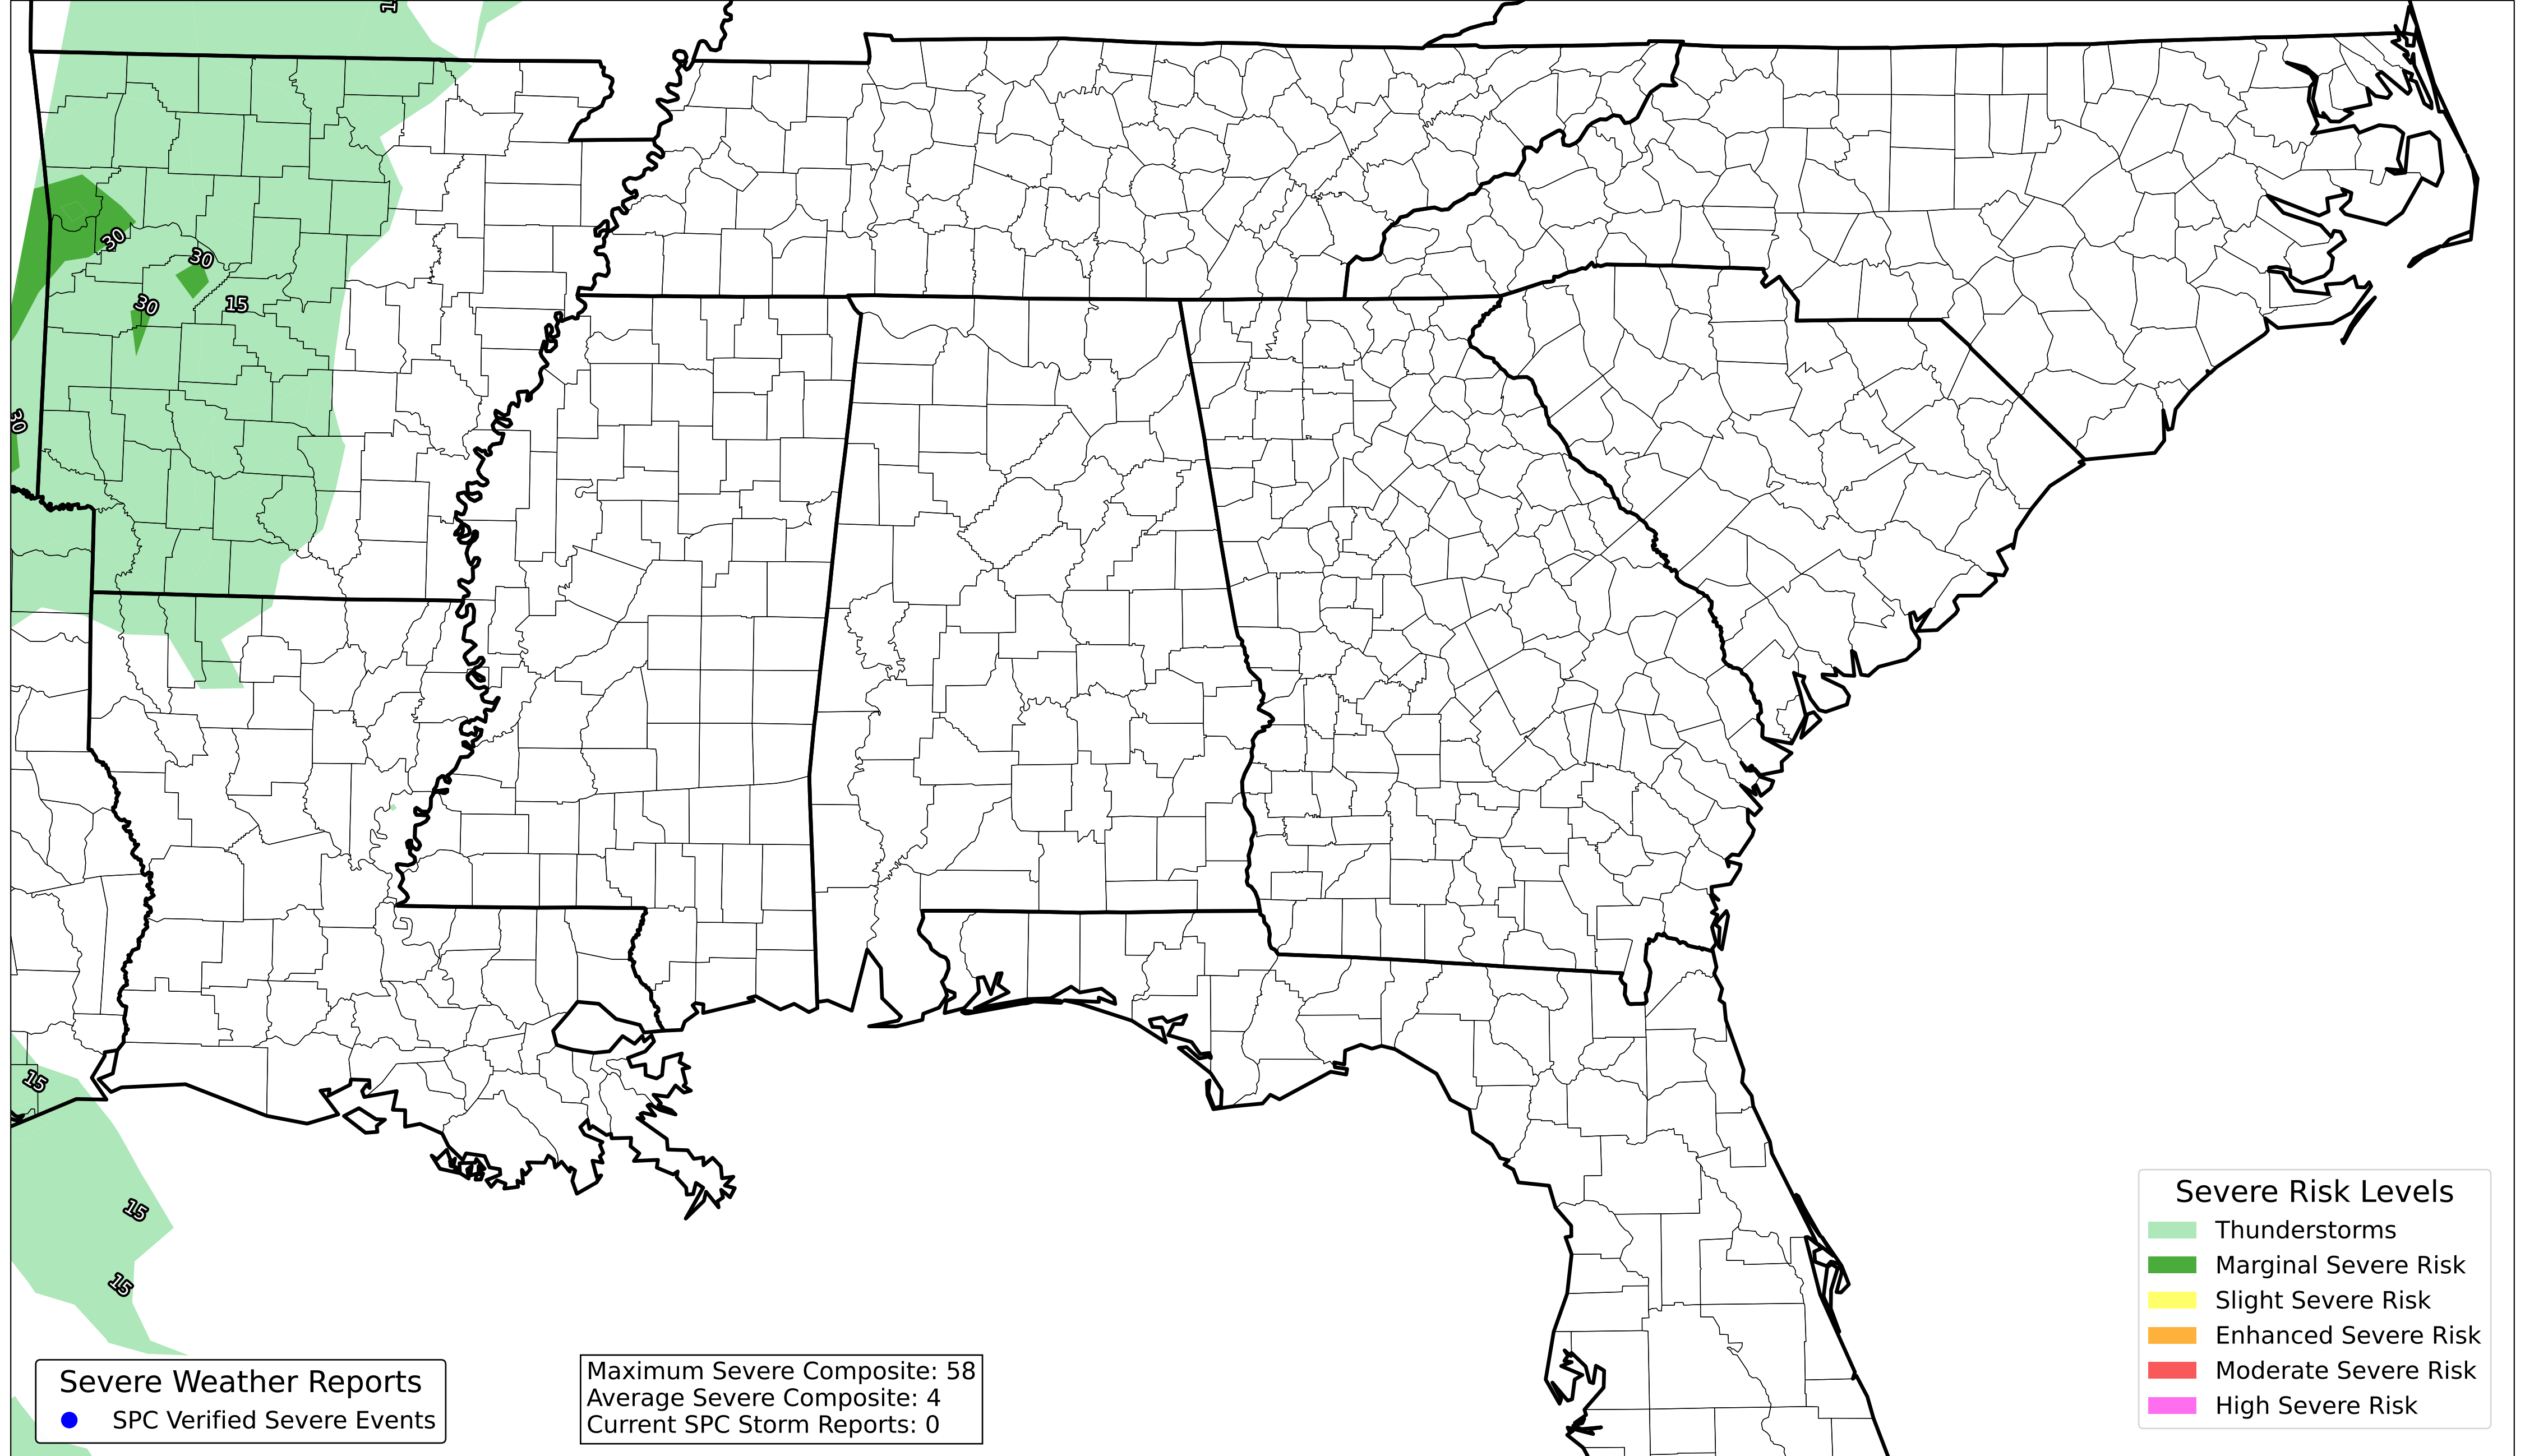 30
30
30
15
30
15
15
15
Severe Weather Reports
SPC Verified Severe Events
Maximum Severe Composite: 58
Average Severe Composite: 4
Current SPC Storm Reports: 0
Severe Risk Levels
Thunderstorms
Marginal Severe Risk
Slight Severe Risk
Enhanced Severe Risk
Moderate Severe Risk
High Severe Risk